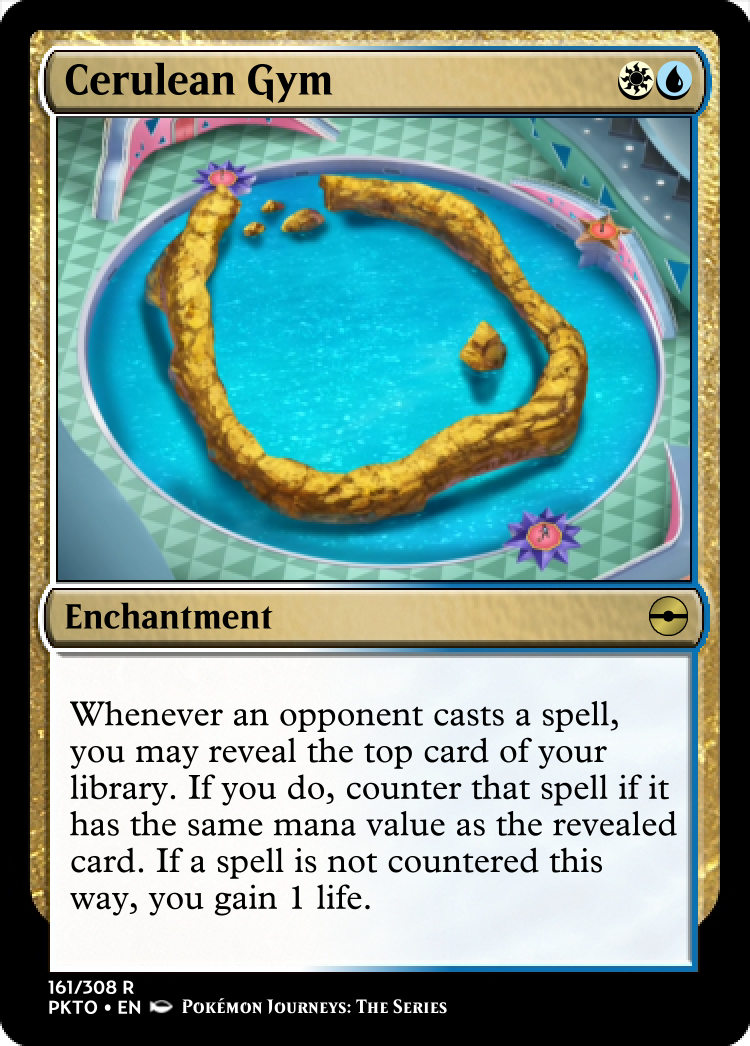 Cerulean Gym
Enchantment
Whenever an opponent casts a spell,
you may reveal the top card of your
library. If you do, counter that spell if it
has the same mana value as the revealed
card. If a spell is not countered this
way, you gain 1 life.
161/308 R
PKTO • EN Pokémon Journeys: The Series